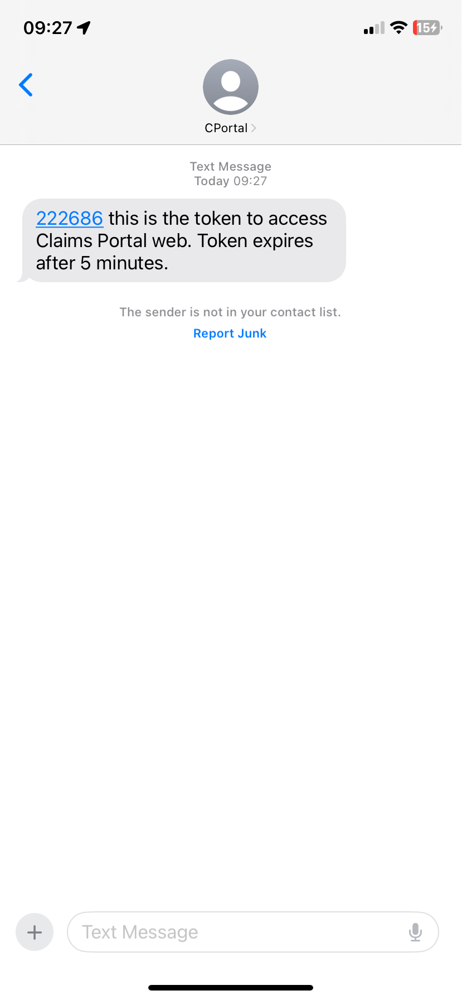 09:27
15
CPortal
Text Message
Today 09:27
222686 this is the token to access
Claims Portal web. Token expires
after 5 minutes.
The sender is not in your contact list.
Report Junk
Text Message